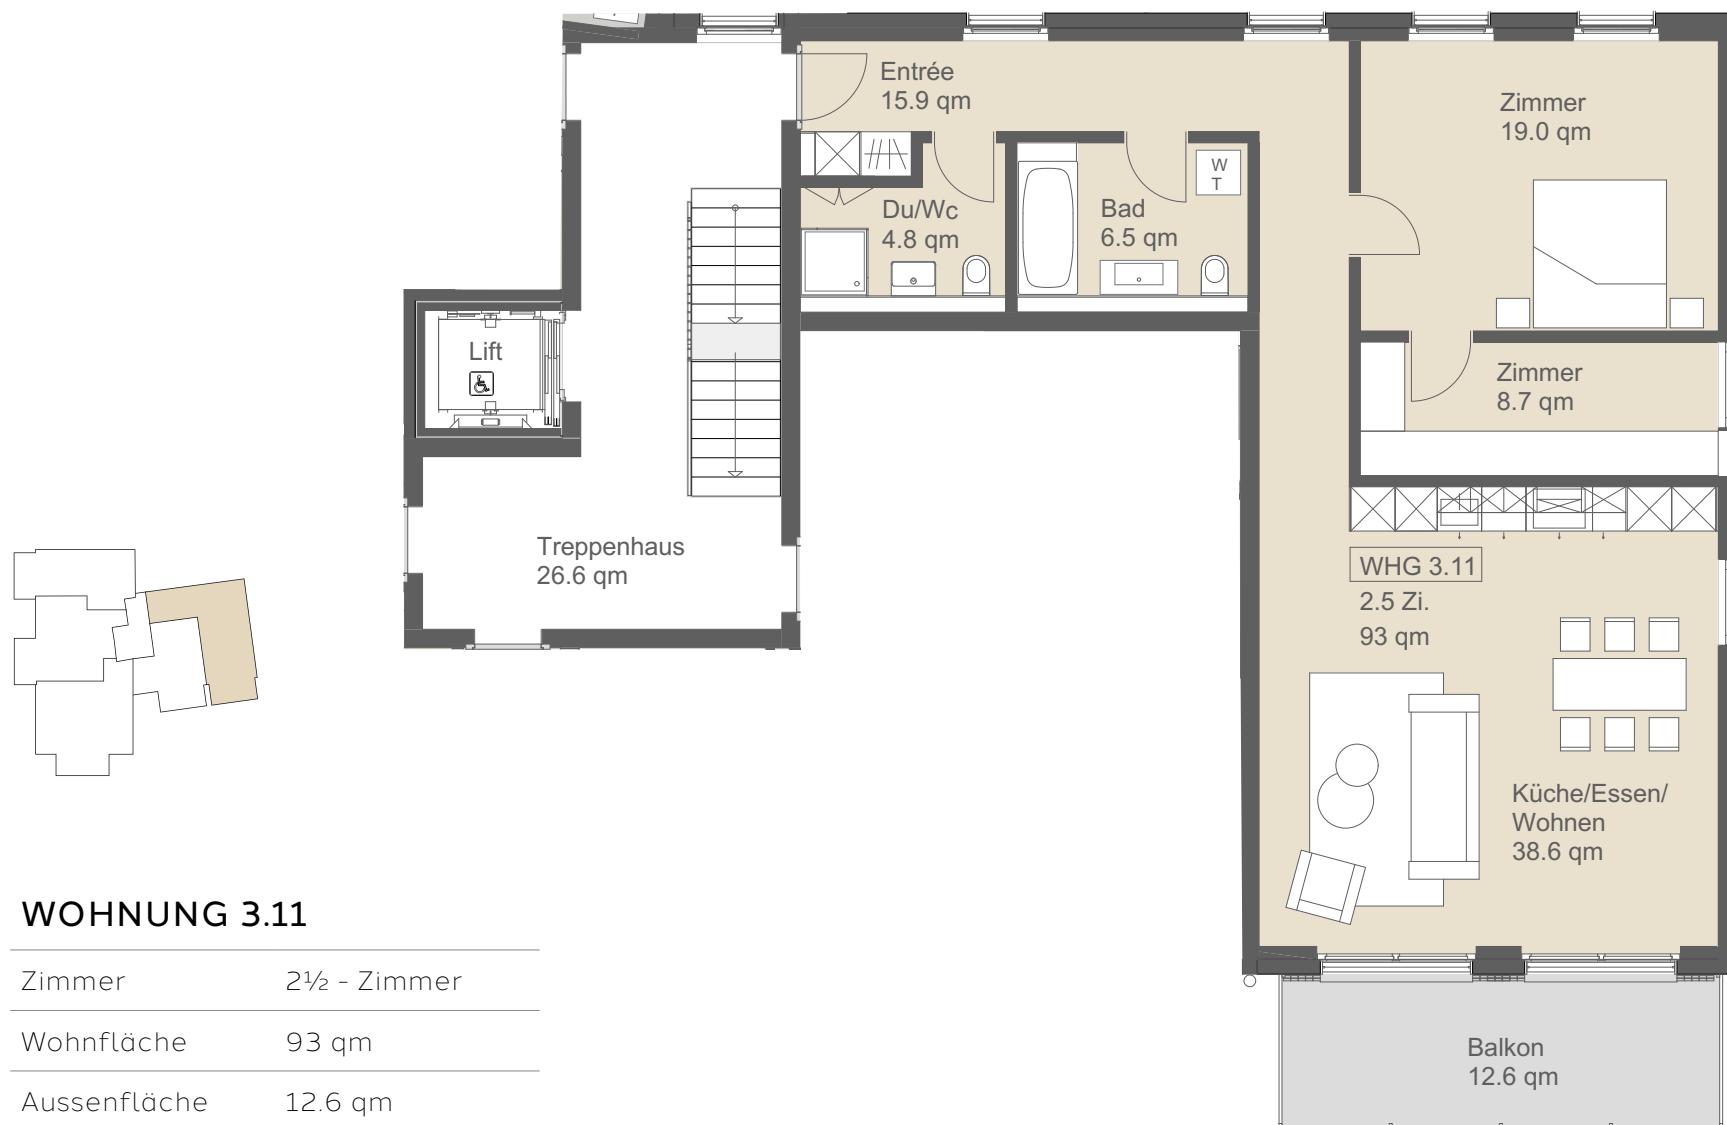 Entrée
15.9 qm
Zimmer
19.0 qm
W
T
Du/Wc
4.8 qm
Bad
6.5 qm
Lift
Zimmer
8.7 qm
Treppenhaus
26.6 qm
WHG 3.11
2.5 Zi.
93 qm
Küche/Essen/
Wohnen
38.6 qm
WOHNUNG 3.11
Zimmer 2½ - Zimmer
Wohnfläche 93 qm
Aussenfläche 12.6 qm
Balkon
12.6 qm